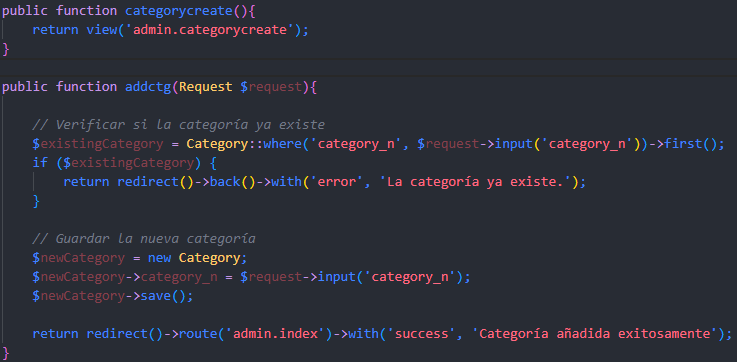 public function categorycreate(){
return view('admin.categorycreate');
}
public function addctg(Request $request){
// Verificar si la categoría ya existe
$existingCategory = Category::where('category_n', $request->input('category_n'))->first();
if ($existingCategory) {
return redirect()->back()->with('error', 'La categoría ya existe.');
}
// Guardar la nueva categoría
$newCategory = new Category;
$newCategory->category_n = $request->input('category_n');
$newCategory->save();
return redirect()->route('admin.index')->with('success', 'Categoría añadida exitosamente');
}